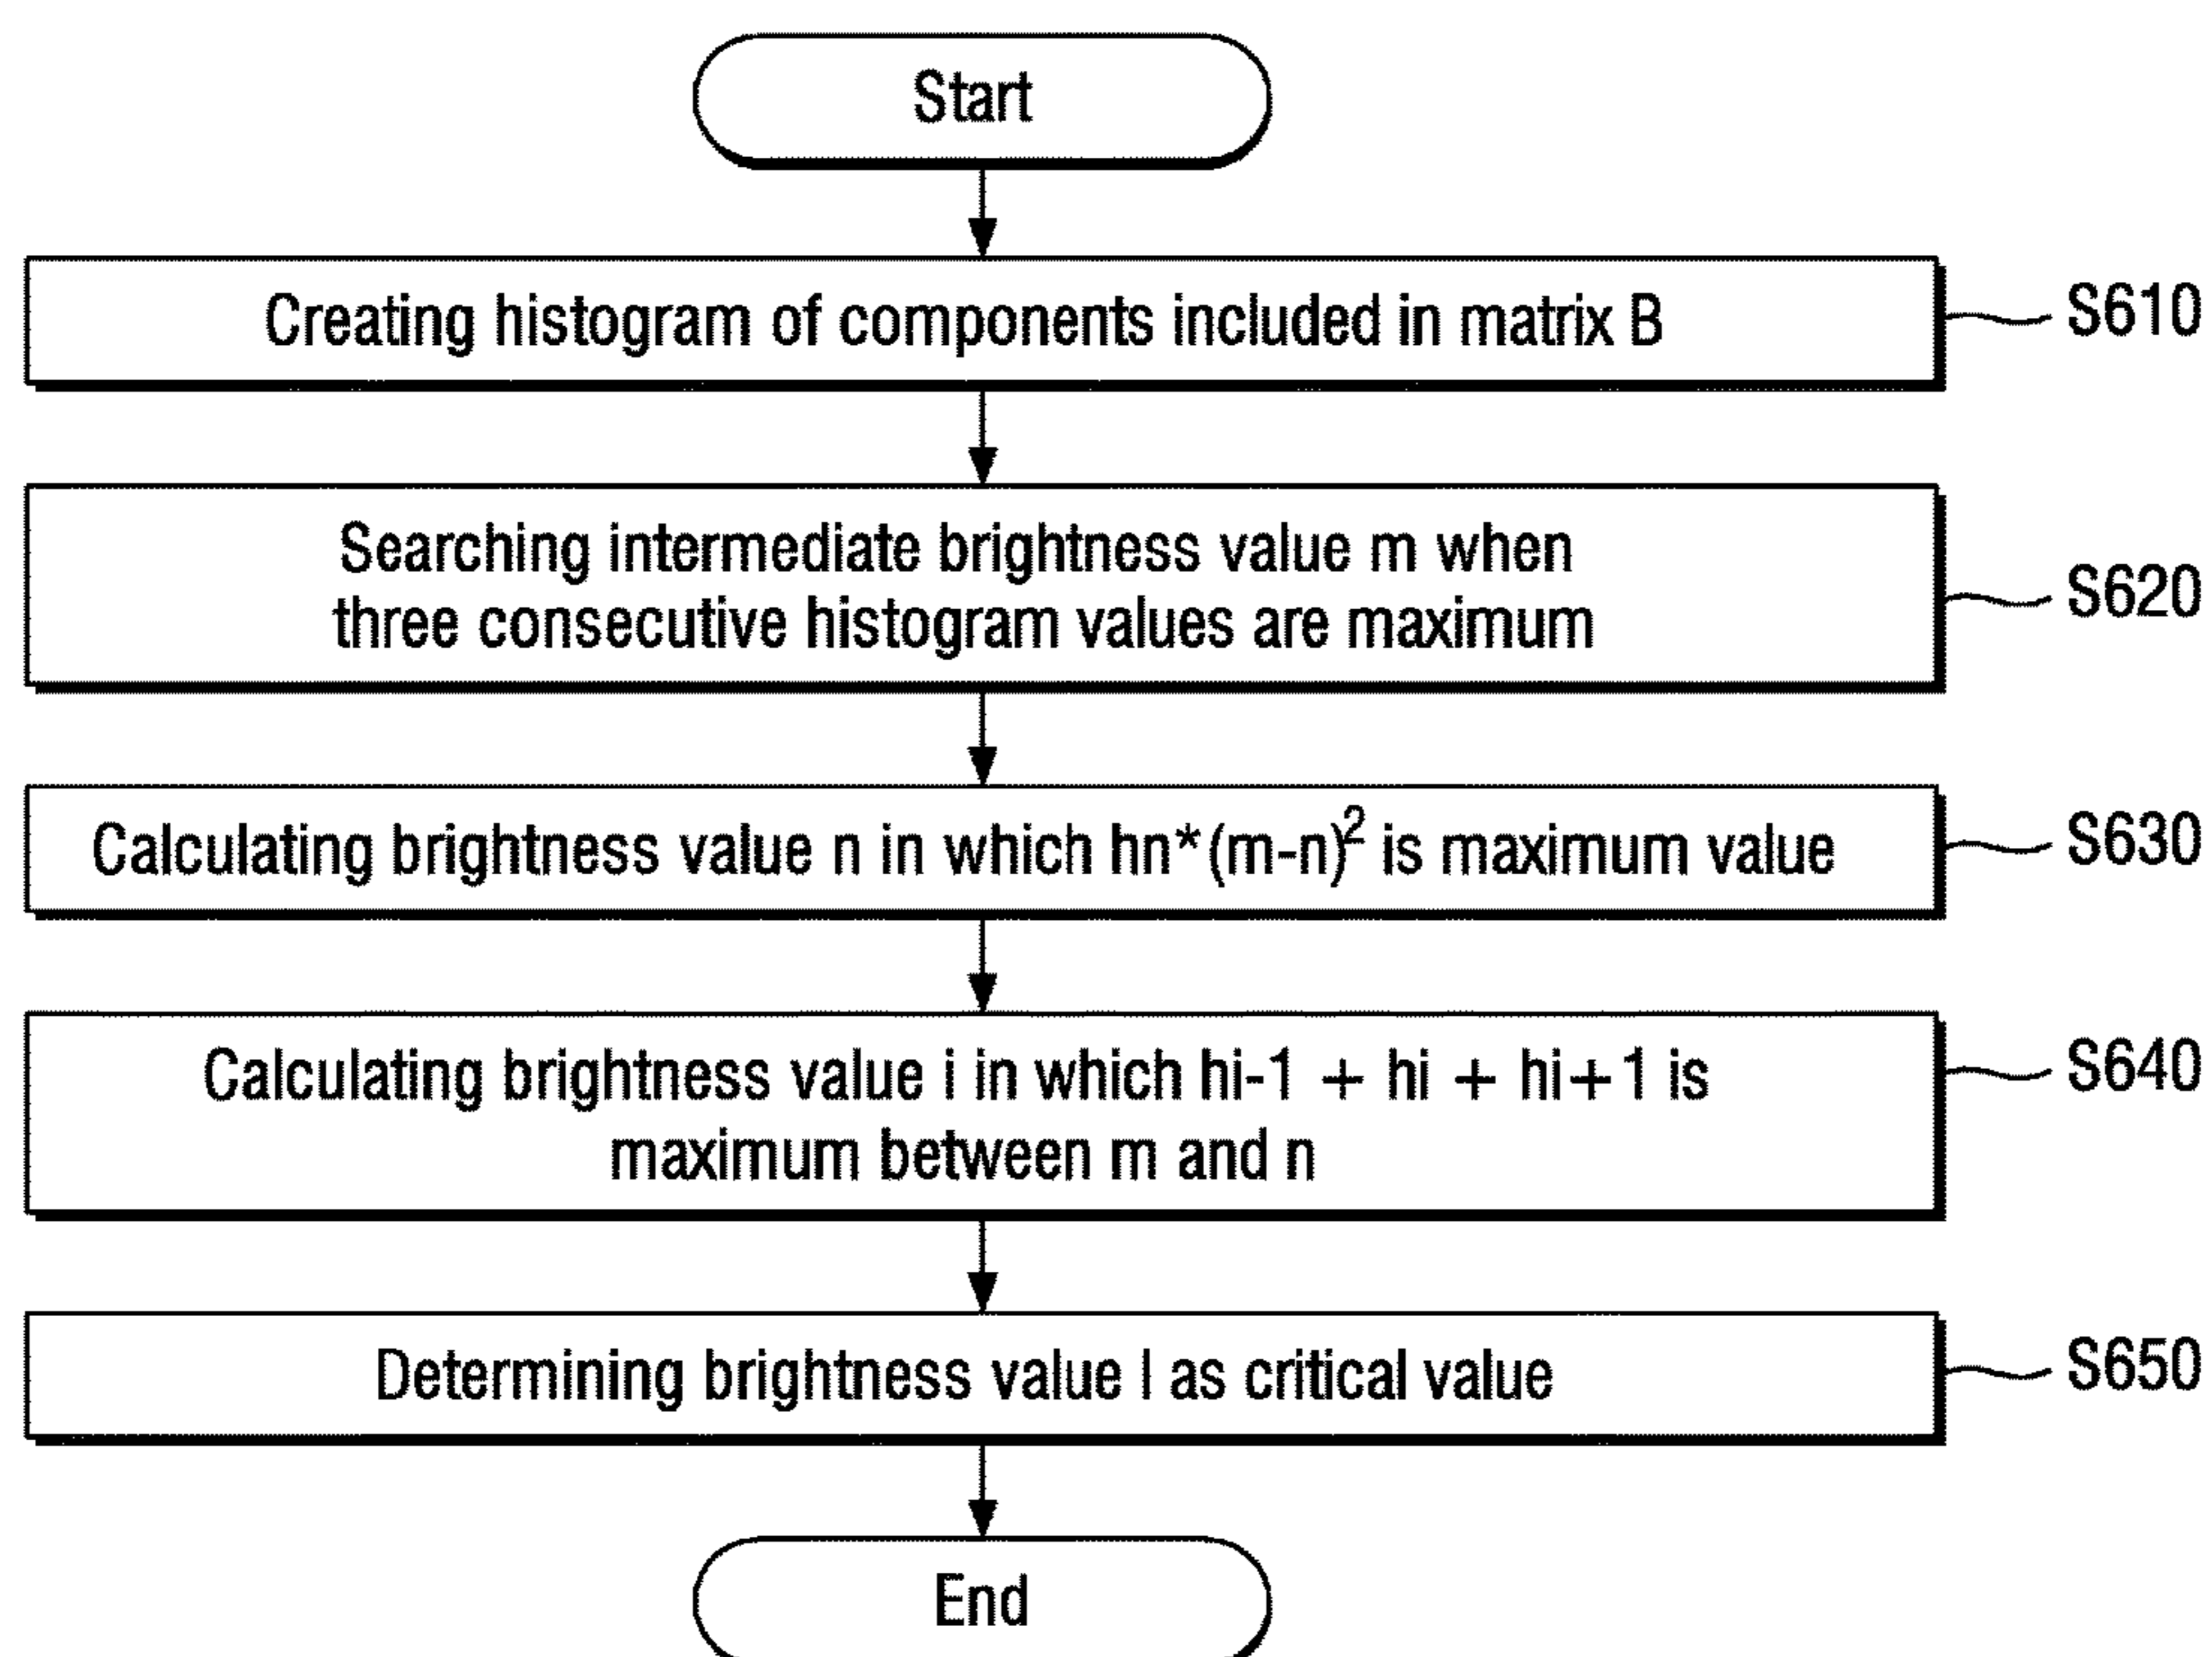 Start
Creating histogram of components included in matrix B
S610
Searching intermediate brightness value m when
three consecutive histogram values are maximum
S620
Calculating brightness value n in which hn*(m-n)² is maximum value
S630
Calculating brightness value i in which hi-1 + hi + hi+1 is
maximum between m and n
S640
Determining brightness value I as critical value
S650
End